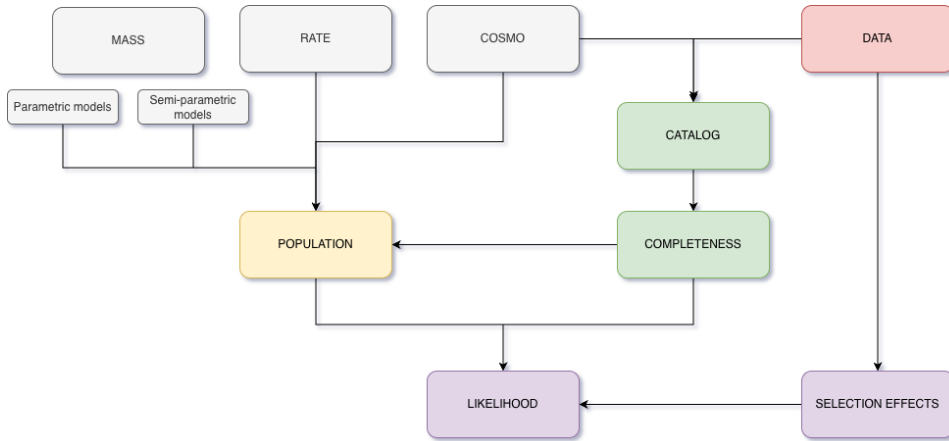 MASS
RATE
COSMO
DATA
Parametric models
Semi-parametric
models
CATALOG
POPULATION
COMPLETENESS
LIKELIHOOD
SELECTION EFFECTS